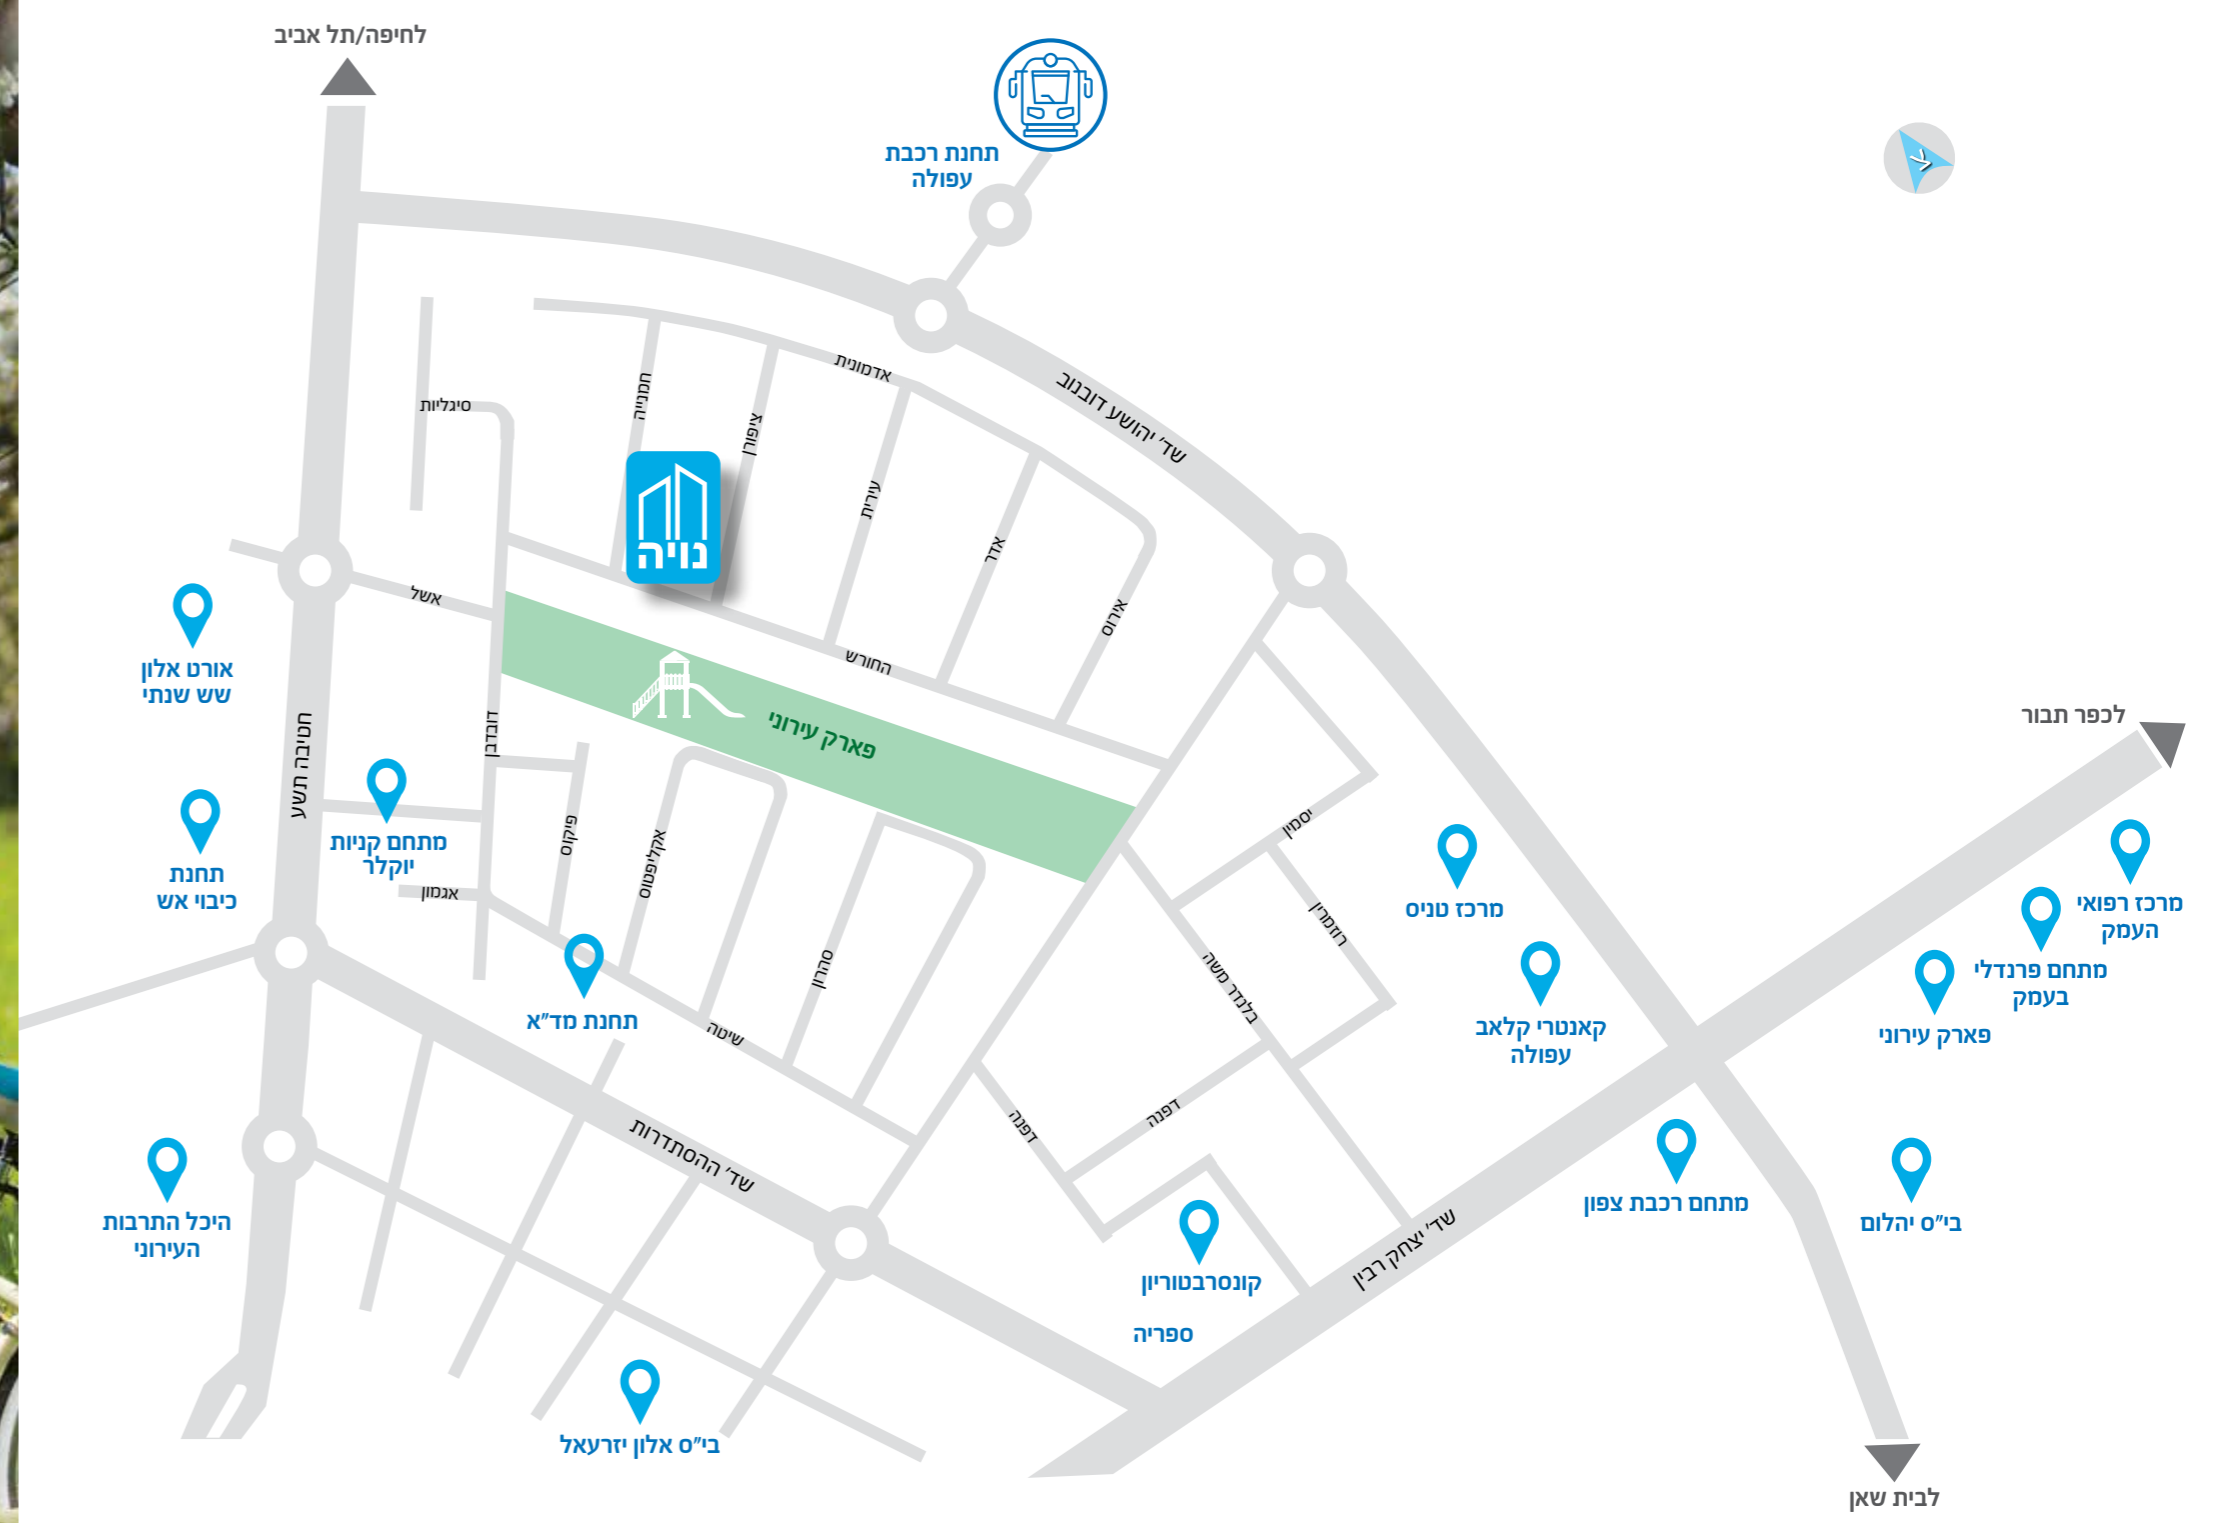 לחיפה/תל אביב
תחנת רכבת
עפולה
צ
אדמונית
שד' יהושע דובנוב
סיגליות
חמנייה
ציפורן
עירית
אדר
אירוס
נויה
אשל
החורש
אורט אלון
שש שנתי
פארק עירוני
חטיבה תשע
דובדבן
לכפר תבור
מתחם קניות
יוקלר
תחנת
כיבוי אש
פיקוס
אקליפטוס
אגמון
סהרון
יסמין
רוזמרין
בלנדר משה
מרכז טניס
מרכז רפואי
העמק
מתחם פרנדלי
בעמק
פארק עירוני
קאנטרי קלאב
עפולה
תחנת מד"א
שיטה
דפנה
דפנה
שד' ההסתדרות
היכל התרבות
העירוני
מתחם רכבת צפון
בי"ס יהלום
שד' יצחק רבין
קונסרבטוריון
ספריה
בי"ס אלון יזרעאל
לבית שאן